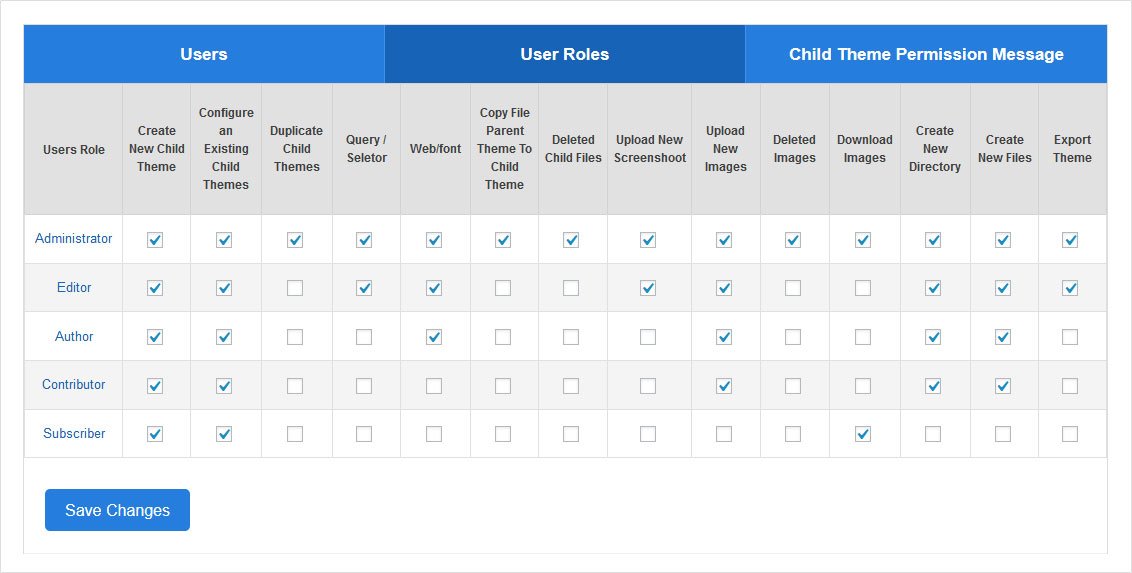 Users
User Roles
Child Theme Permission Message
Users Role
Create
New Child
Theme
Configure
an
Existing
Child
Themes
Duplicate
Child
Themes
Query /
Seletor
Web/font
Copy File
Parent
Theme To
Child
Theme
Deleted
Child Files
Upload New
Screenshoot
Upload
New
Images
Deleted
Images
Download
Images
Create
New
Directory
Create
New Files
Export
Theme
Administrator
Editor
Author
Contributor
Subscriber
Save Changes